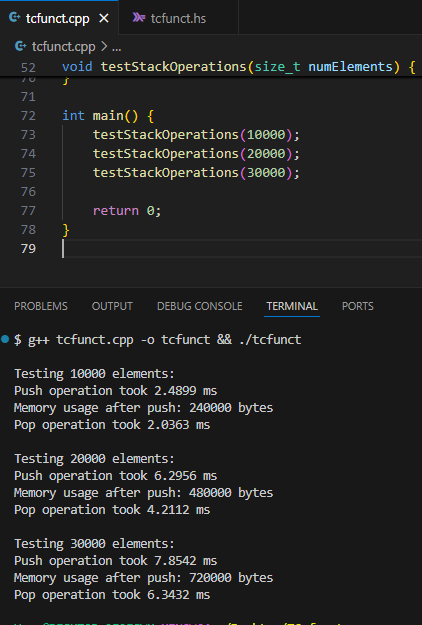 tcfunct.cpp tcfunct.hs
tcfunct.cpp > ...
52 void testStackOperations(size_t numElements) {
70 }
71
72 int main() {
73 testStackOperations(10000);
74 testStackOperations(20000);
75 testStackOperations(30000);
76
77 return 0;
78 }
79
PROBLEMS OUTPUT DEBUG CONSOLE TERMINAL PORTS
$ g++ tcfunct.cpp -o tcfunct && ./tcfunct
Testing 10000 elements:
Push operation took 2.4899 ms
Memory usage after push: 240000 bytes
Pop operation took 2.0363 ms
Testing 20000 elements:
Push operation took 6.2956 ms
Memory usage after push: 480000 bytes
Pop operation took 4.2112 ms
Testing 30000 elements:
Push operation took 7.8542 ms
Memory usage after push: 720000 bytes
Pop operation took 6.3432 ms